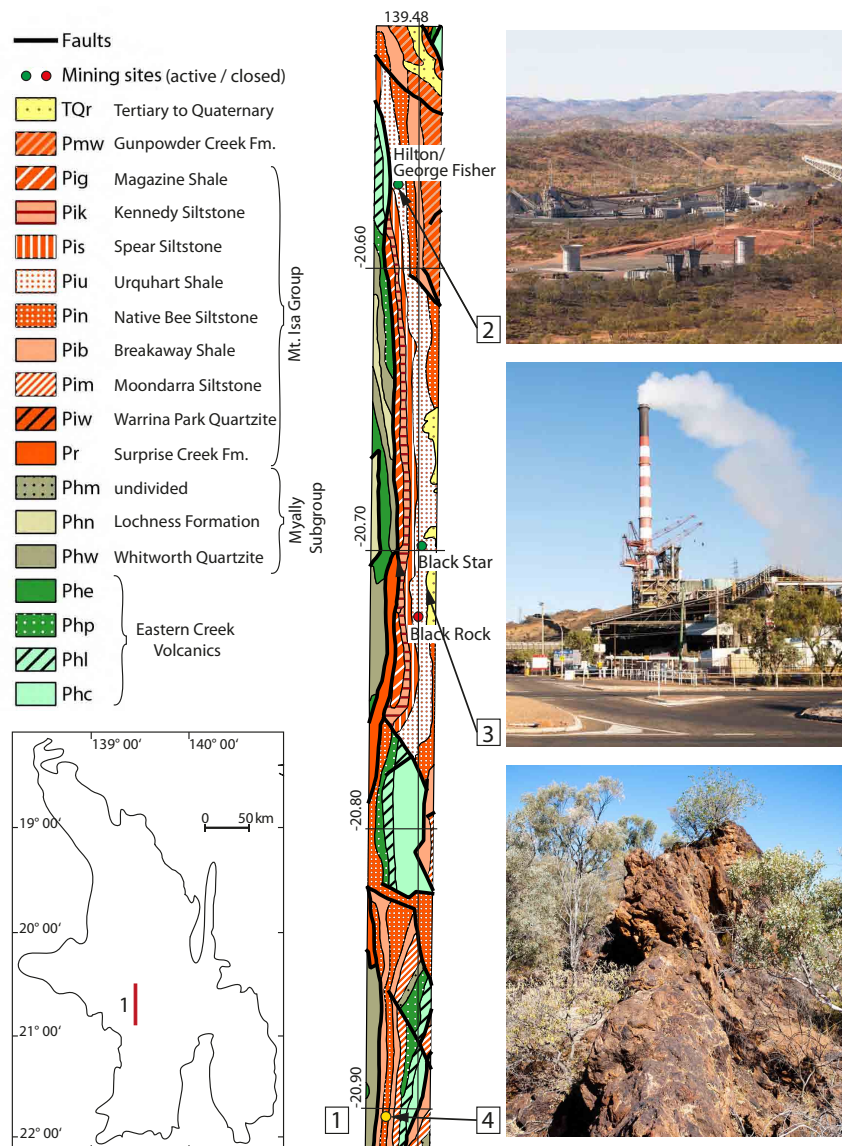 Faults
Mining sites (active / closed)
TQr Tertiary to Quaternary
Pmw Gunpowder Creek Fm.
Pig Magazine Shale
Pik Kennedy Siltstone
Pis Spear Siltstone
Piu Urquhart Shale
Pin Native Bee Siltstone
Pib Breakaway Shale
Pim Moondarra Siltstone
Piw Warrina Park Quartzite
Pr Surprise Creek Fm.
Mt. Isa Group
Phm undivided
Phn Lochness Formation
Phw Whitworth Quartzite
Myally
Subgroup
Phe
Php
Phl
Phc
Eastern Creek
Volcanics
139° 00' 140° 00'
0 50 km
19° 00'
20° 00'
21° 00'
22° 00'
1
139.48
Hilton/
George Fisher
-20.60
2
-20.70
Black Star
Black Rock
3
-20.80
-20.90
1
4